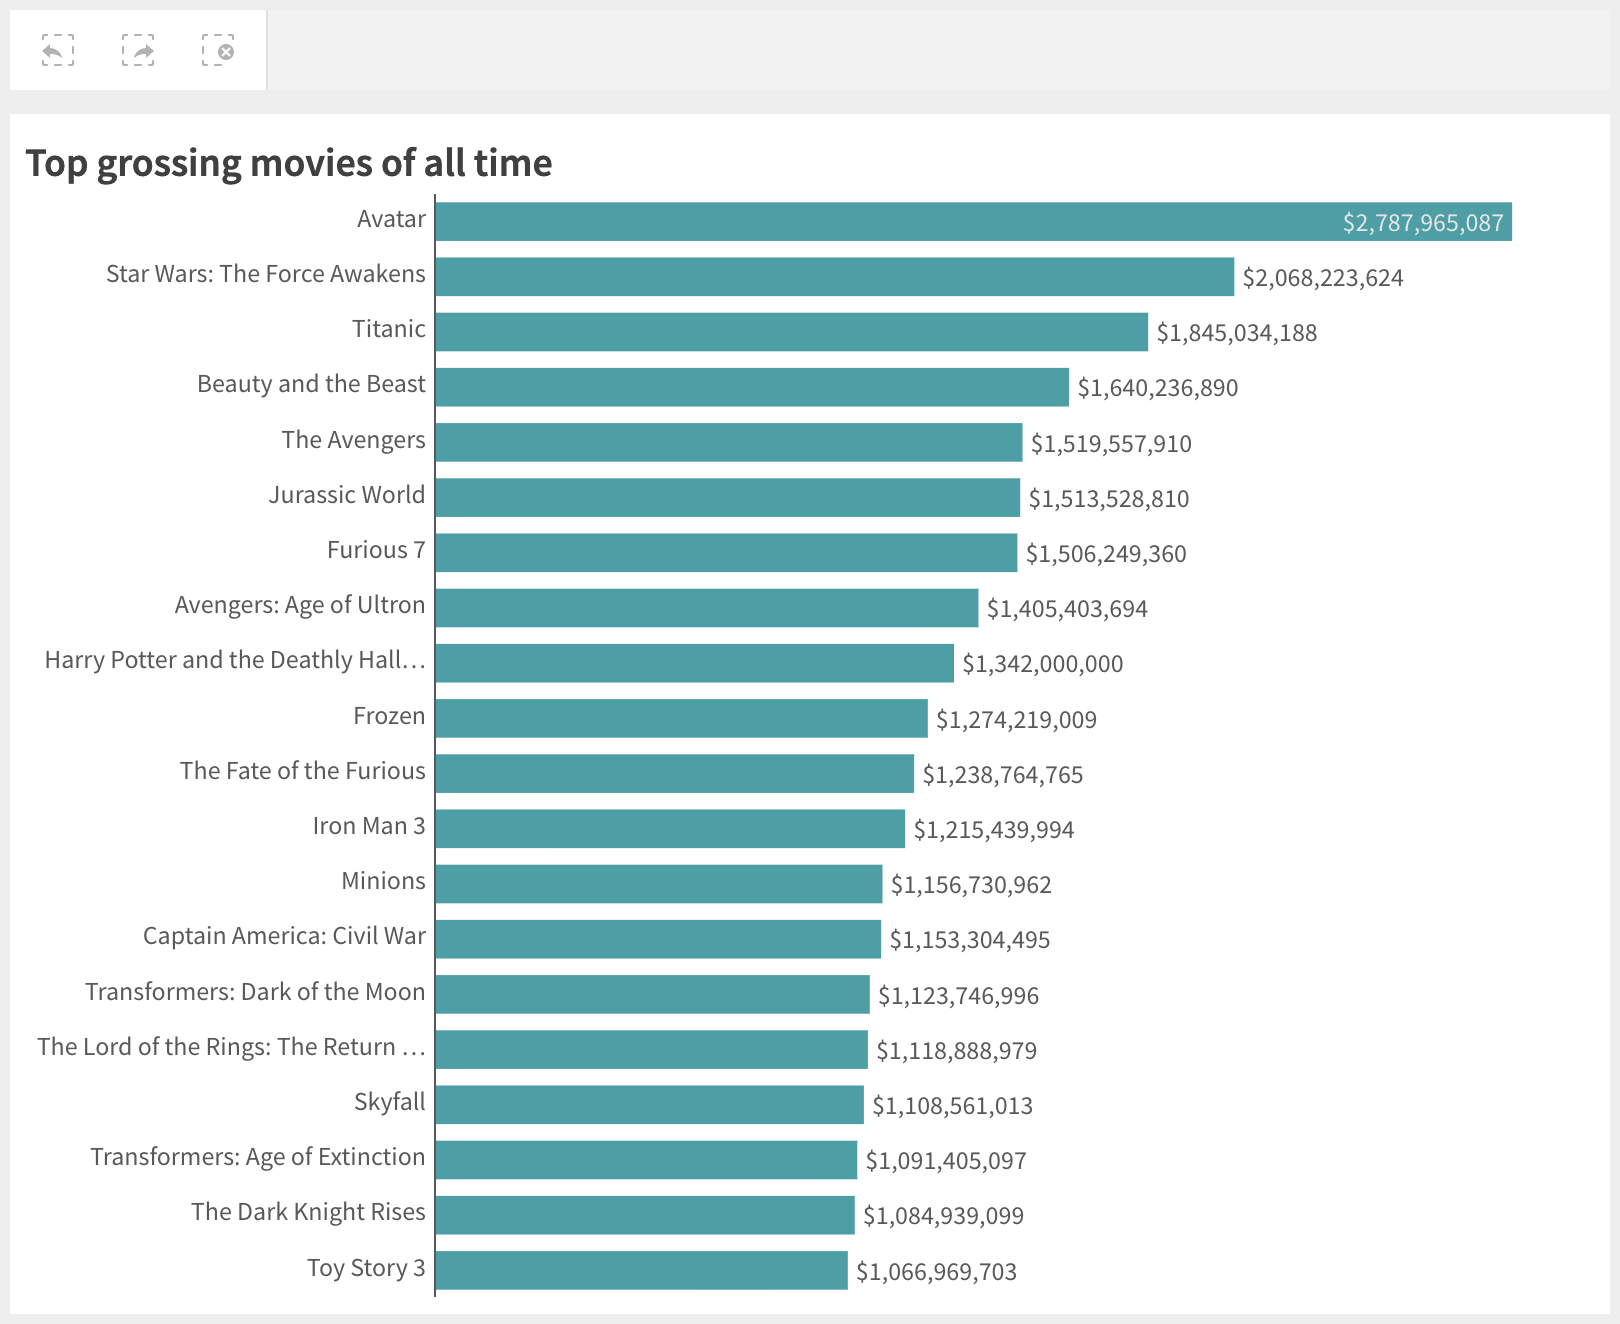 Top grossing movies of all time
Avatar $2,787,965,087
Star Wars: The Force Awakens $2,068,223,624
Titanic $1,845,034,188
Beauty and the Beast $1,640,236,890
The Avengers $1,519,557,910
Jurassic World $1,513,528,810
Furious 7 $1,506,249,360
Avengers: Age of Ultron $1,405,403,694
Harry Potter and the Deathly Hall… $1,342,000,000
Frozen $1,274,219,009
The Fate of the Furious $1,238,764,765
Iron Man 3 $1,215,439,994
Minions $1,156,730,962
Captain America: Civil War $1,153,304,495
Transformers: Dark of the Moon $1,123,746,996
The Lord of the Rings: The Return … $1,118,888,979
Skyfall $1,108,561,013
Transformers: Age of Extinction $1,091,405,097
The Dark Knight Rises $1,084,939,099
Toy Story 3 $1,066,969,703